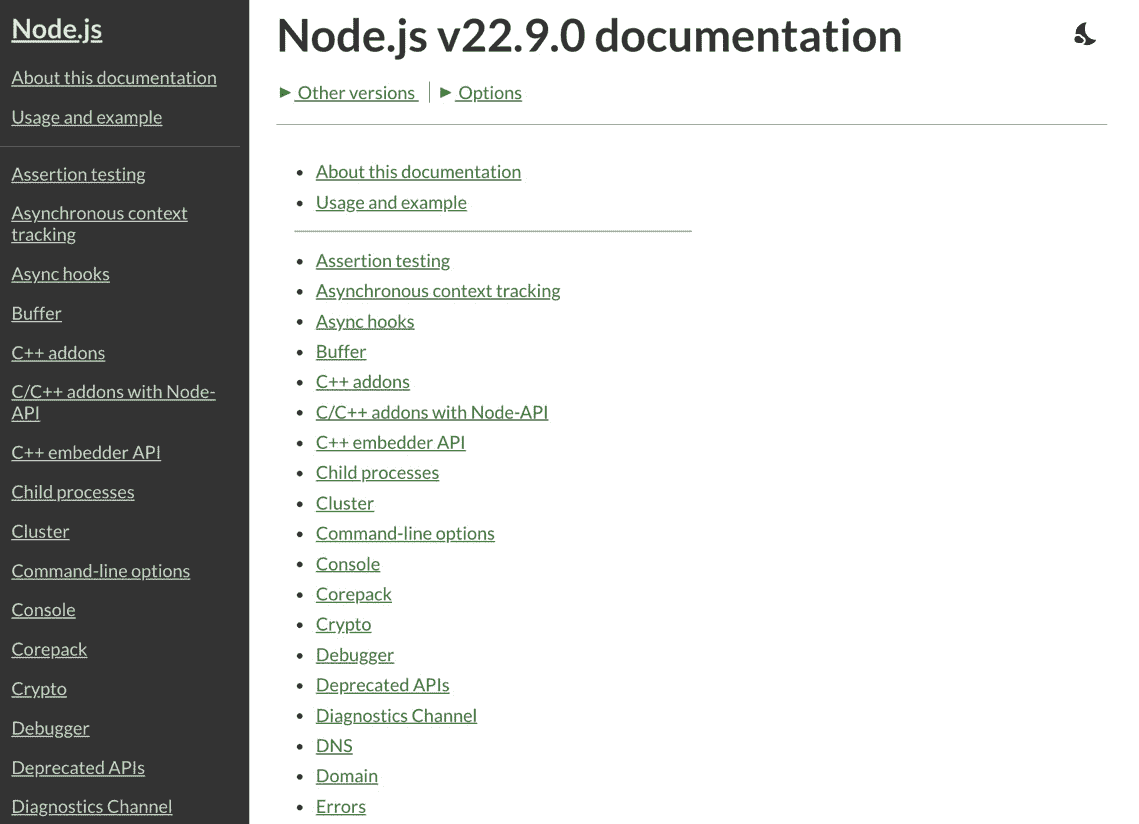 Node.js
About this documentation
Usage and example
Assertion testing
Asynchronous context
tracking
Async hooks
Buffer
C++ addons
C/C++ addons with Node-
API
C++ embedder API
Child processes
Cluster
Command-line options
Console
Corepack
Crypto
Debugger
Deprecated APIs
Diagnostics Channel
Node.js v22.9.0 documentation
► Other versions | ► Options
• About this documentation
• Usage and example
• Assertion testing
• Asynchronous context tracking
• Async hooks
• Buffer
• C++ addons
• C/C++ addons with Node-API
• C++ embedder API
• Child processes
• Cluster
• Command-line options
• Console
• Corepack
• Crypto
• Debugger
• Deprecated APIs
• Diagnostics Channel
• DNS
• Domain
• Errors